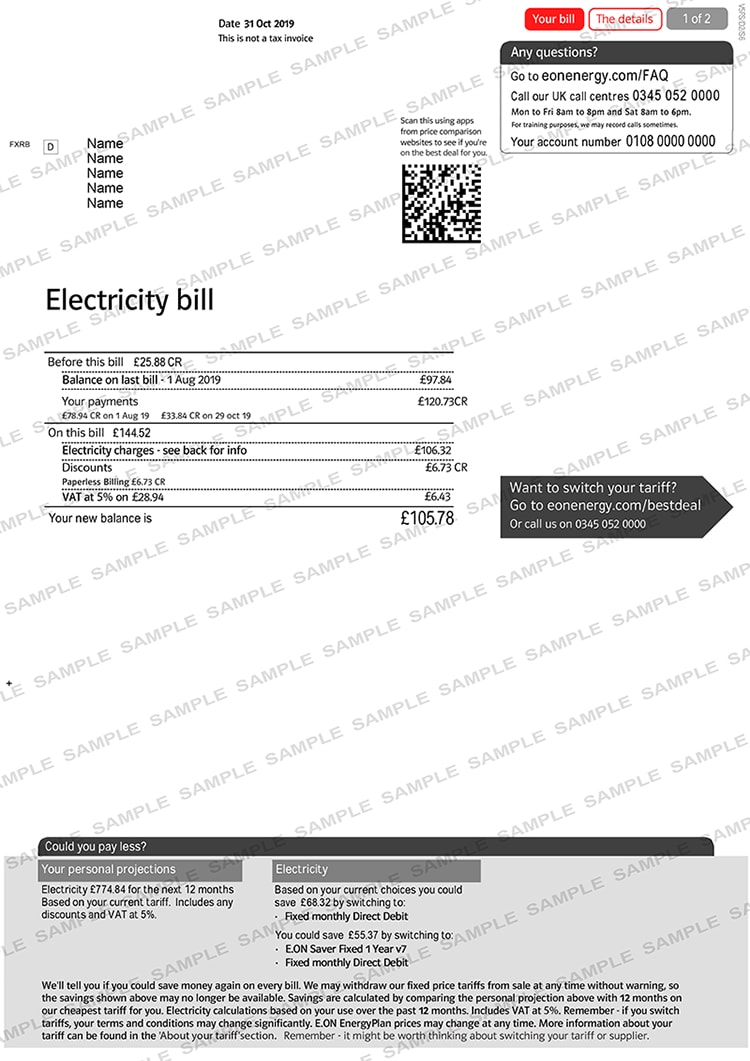 Date 31 Oct 2019
This is not a tax invoice
Your bill
The details
1 of 2
Any questions?
Go to eonenergy.com/FAQ
Call our UK call centres 0345 052 0000
Mon to Fri 8am to 8pm and Sat 8am to 6pm.
For training purposes, we may record calls sometimes.
Your account number 0108 0000 0000
Scan this using apps
from price comparison
websites to see if you're
on the best deal for you.
FXRB
D
Name
Name
Name
Name
Name
Electricity bill
Before this bill £25.88 CR
Balance on last bill - 1 Aug 2019 £97.84
Your payments £120.73CR
£78.94 CR on 1 Aug 19 £33.84 CR on 29 oct 19
On this bill £144.52
Electricity charges - see back for info £106.32
Discounts £6.73 CR
Paperless Billing £6.73 CR
VAT at 5% on £28.94 £6.43
Your new balance is £105.78
Want to switch your tariff?
Go to eonenergy.com/bestdeal
Or call us on 0345 052 0000
Could you pay less?
Your personal projections
Electricity £774.84 for the next 12 months
Based on your current tariff. Includes any
discounts and VAT at 5%.
Electricity
Based on your current choices you could
save £68.32 by switching to:
· Fixed monthly Direct Debit
You could save £55.37 by switching to:
· E.ON Saver Fixed 1 Year v7
· Fixed monthly Direct Debit
We'll tell you if you could save money again on every bill. We may withdraw our fixed price tariffs from sale at any time without warning, so
the savings shown above may no longer be available. Savings are calculated by comparing the personal projection above with 12 months on
our cheapest tariff for you. Electricity calculations based on your use over the past 12 months. Includes VAT at 5%. Remember - if you switch
tariffs, your terms and conditions may change significantly. E.ON EnergyPlan prices may change at any time. More information about your
tariff can be found in the 'About your tariff'section. Remember - it might be worth thinking about switching your tariff or supplier.
SAMPLE